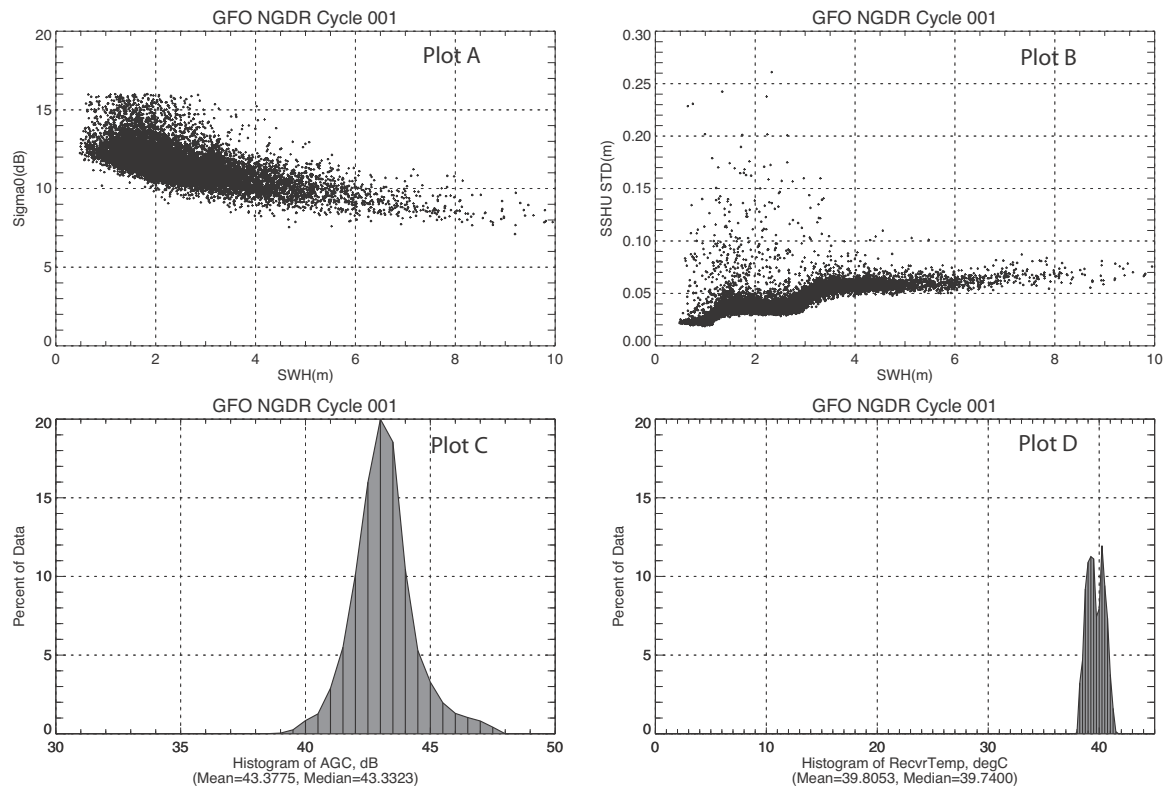 GFO NGDR Cycle 001
Plot A
20
15
10
5
0
Sigma0(dB)
0 2 4 6 8 10
SWH(m)
GFO NGDR Cycle 001
Plot B
0.30
0.25
0.20
0.15
0.10
0.05
0.00
SSHU STD(m)
0 2 4 6 8 10
SWH(m)
GFO NGDR Cycle 001
Plot C
20
15
10
5
0
Percent of Data
30 35 40 45 50
Histogram of AGC, dB
(Mean=43.3775, Median=43.3323)
GFO NGDR Cycle 001
Plot D
20
15
10
5
0
Percent of Data
0 10 20 30 40
Histogram of RecvrTemp, degC
(Mean=39.8053, Median=39.7400)